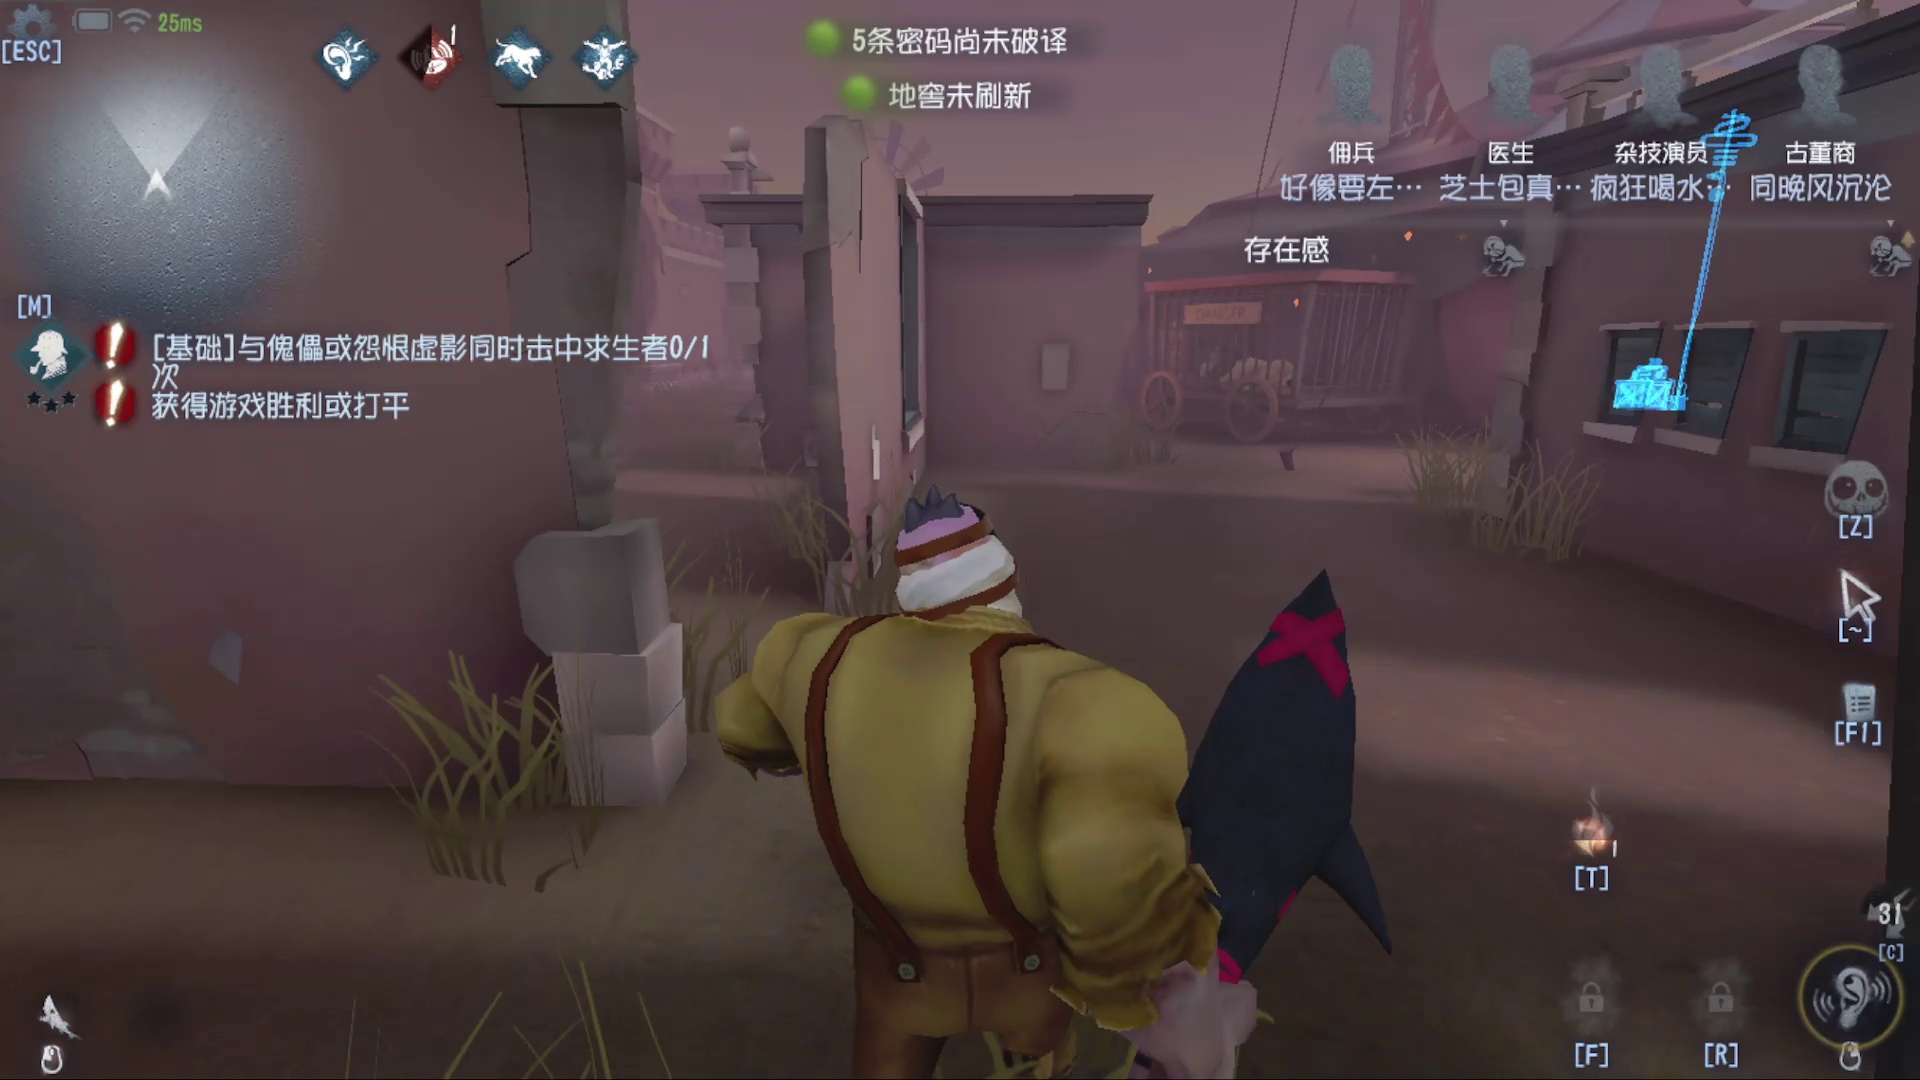 25ms
[ESC]
1
5条密码尚未破译
地窖未刷新
佣兵 医生 杂技演员 古董商
好像要左… 芝士包真… 疯狂喝水… 同晚风沉沦
存在感
DANGER
[M]
[基础]与傀儡或怨恨虚影同时击中求生者0/1
次
获得游戏胜利或打平
[Z]
[~]
[F1]
1
[T]
31
[C]
[F]
[R]